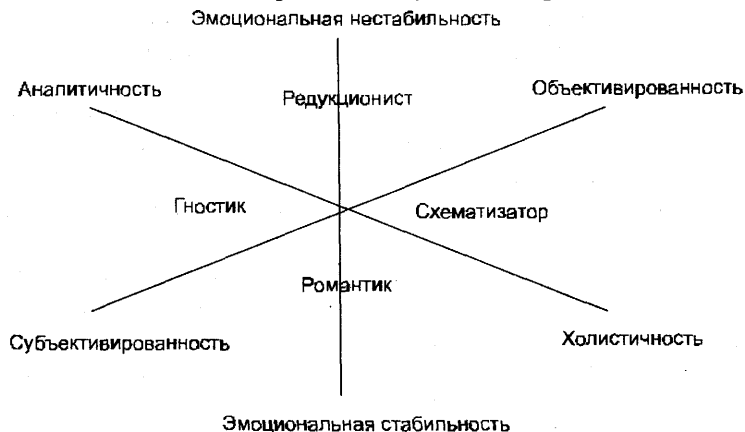 Эмоциональная нестабильность
Аналитичность
Редукционист
Объективированность
Гностик
Схематизатор
Романтик
Субъективированность
Холистичность
Эмоциональная стабильность